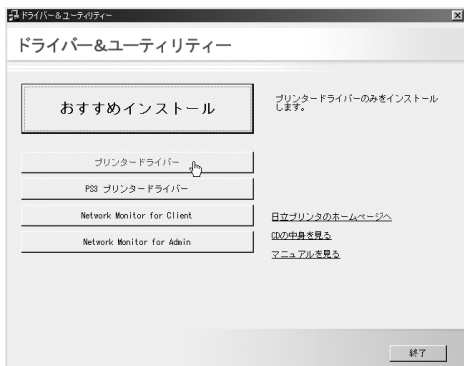 ドライバー&ユーティリティー
ドライバー&ユーティリティー
おすすめインストール
プリンタードライバーのみをインストール
します。
プリンタードライバー
PS3 プリンタードライバー
Network Monitor for Client
Network Monitor for Admin
日立プリンタのホームページへ
CDの中身を見る
マニュアルを見る
終了